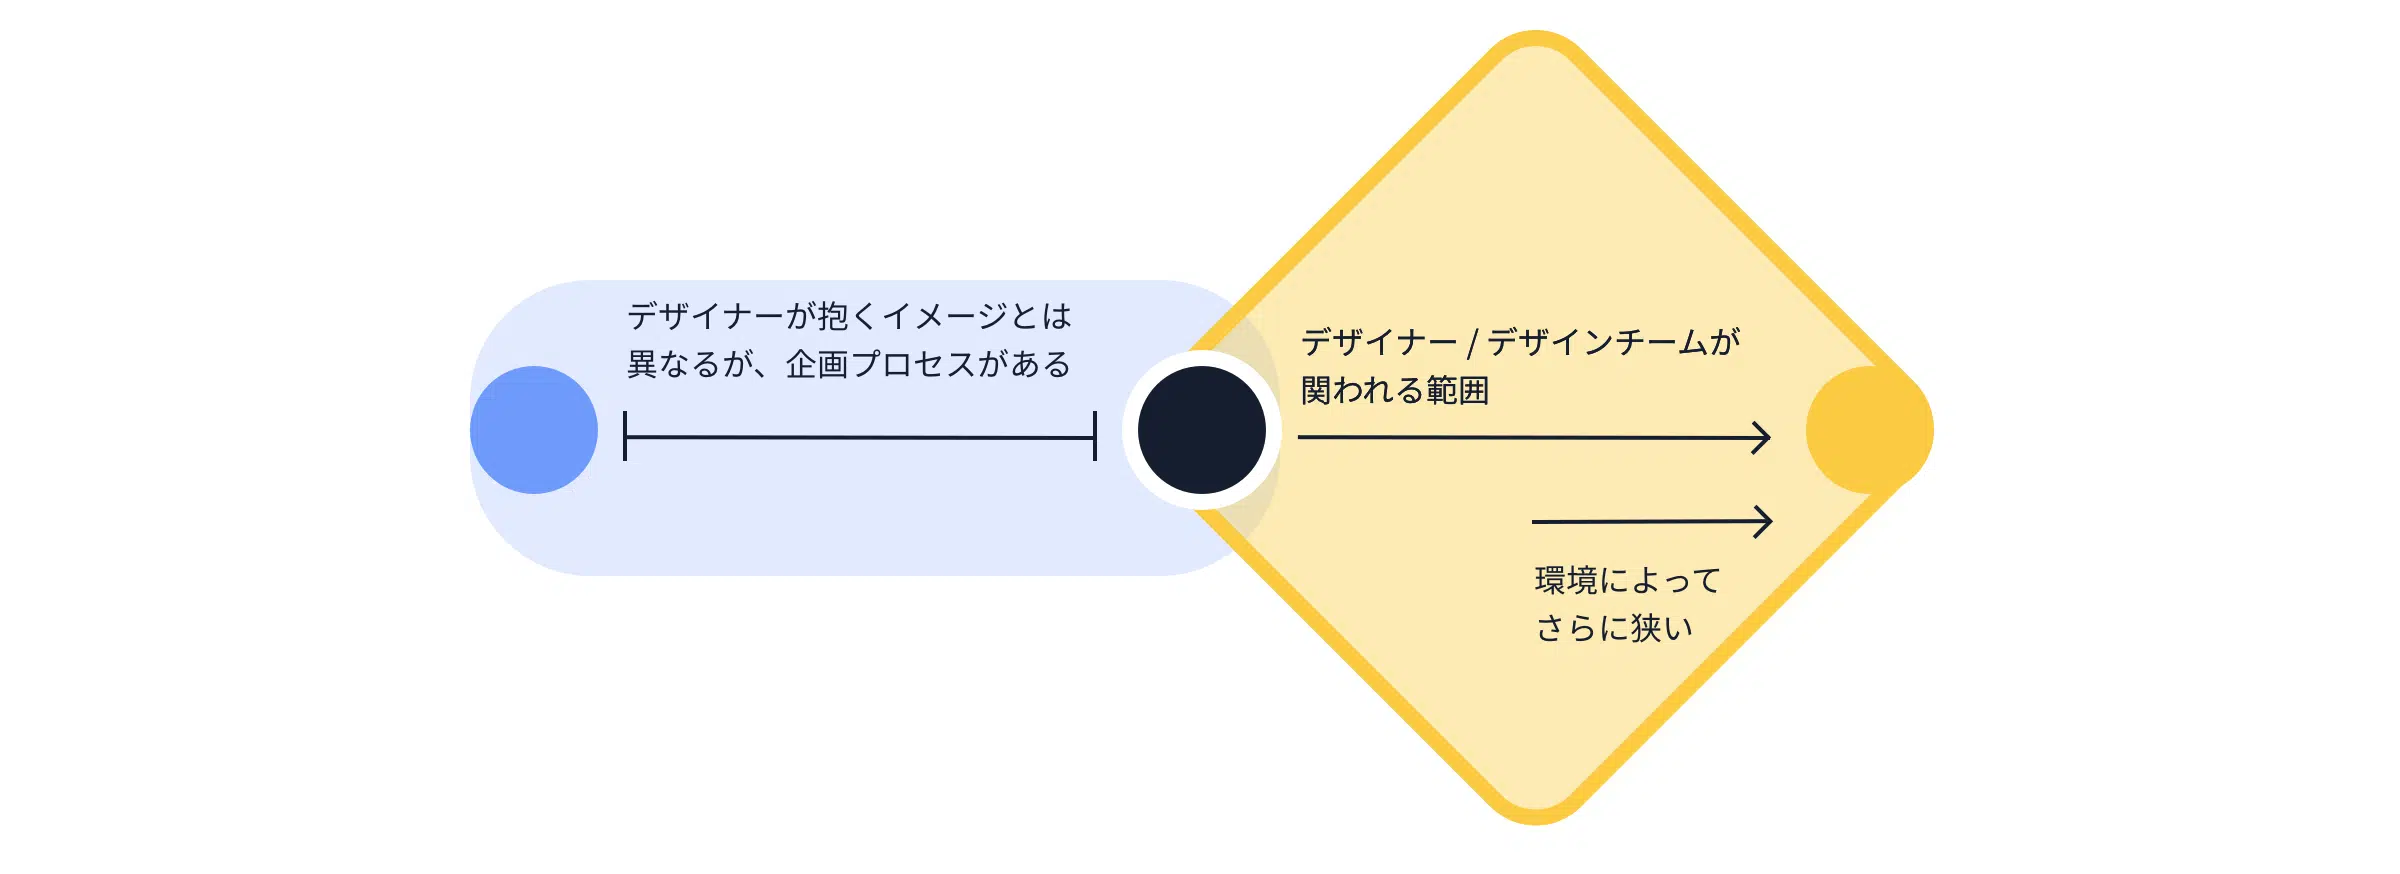 デザイナーが抱くイメージとは
異なるが、企画プロセスがある
デザイナー / デザインチームが
関われる範囲
環境によって
さらに狭い